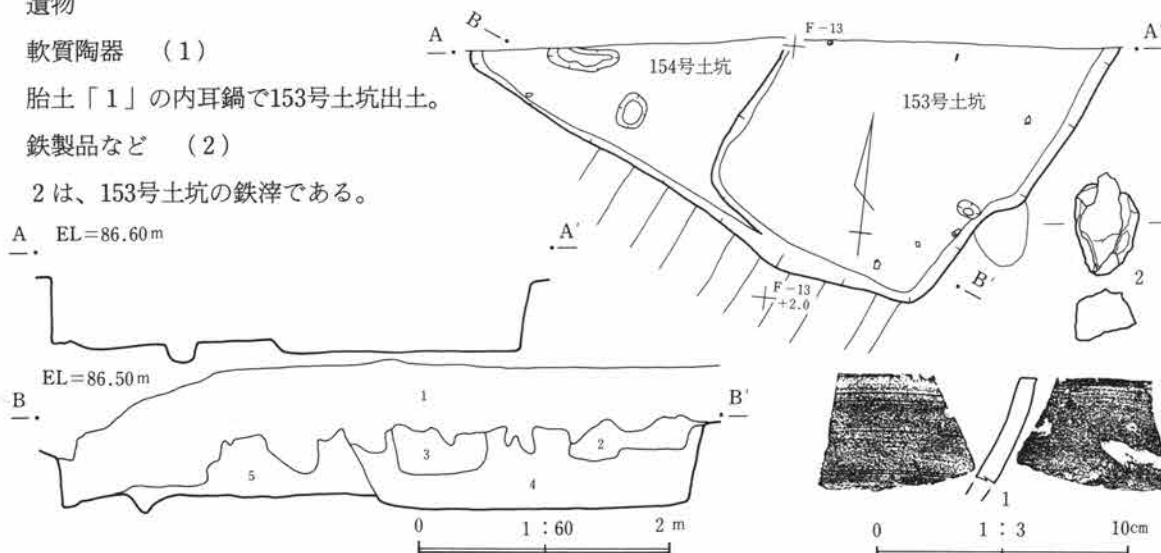 遺物
軟質陶器　（1）
胎土「1」の内耳鍋で153号土坑出土。
鉄製品など　（2）
2は、153号土坑の鉄滓である。
A
B
F-13
A'
154号土坑
153号土坑
B'
F-13
+2.0
2
A
EL=86.60m
A'
B
EL=86.50m
B'
1
2
3
4
5
1
0　1：60　2 m
0　1：3　10cm